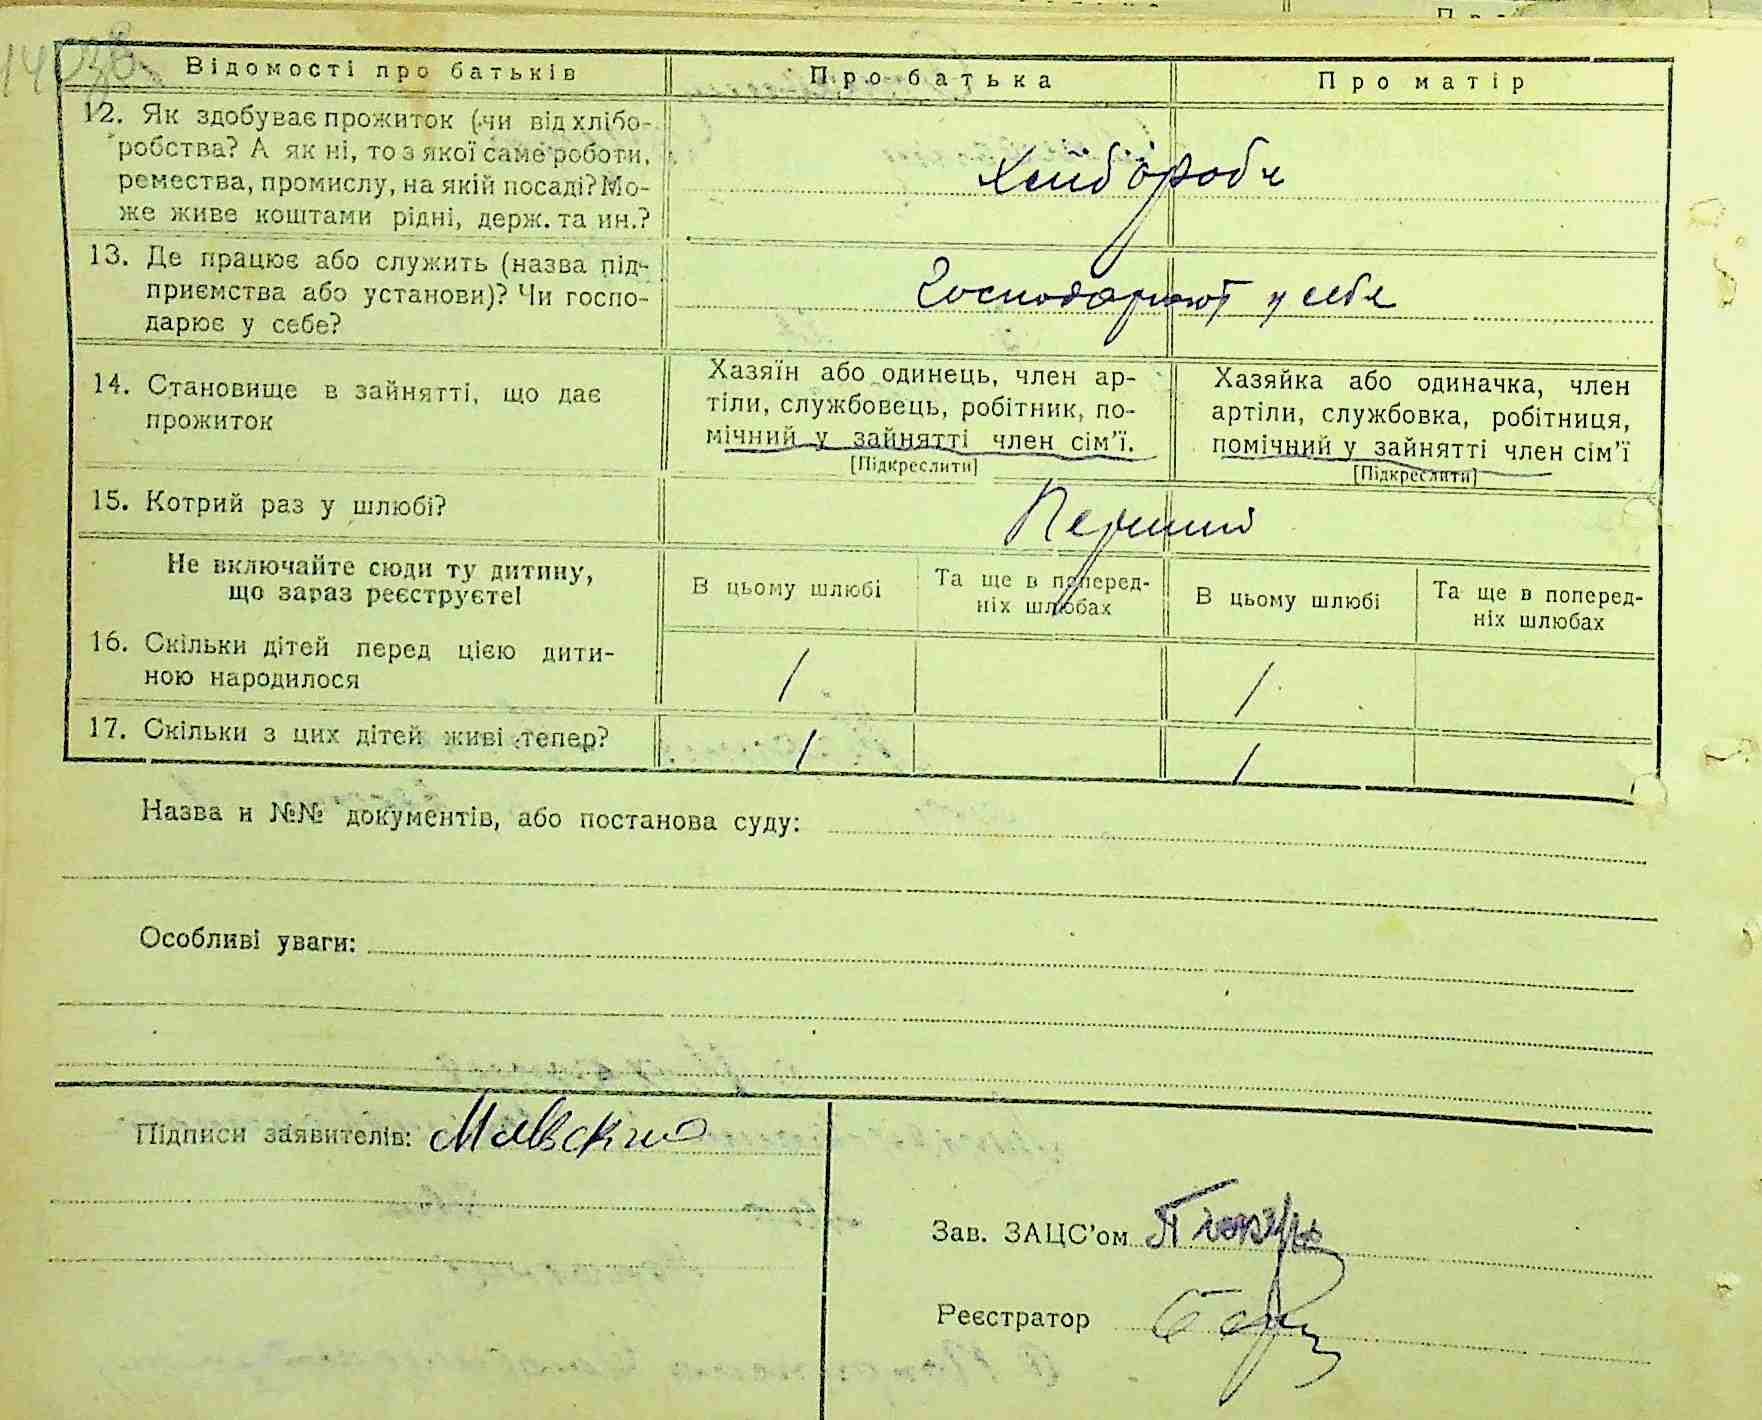 Відомості про батьків
Про батька
Про матір
12. Як здобуває прожиток (чи від хлібо-
робства? А як ні, то з якої саме роботи,
ремества, промислу, на якій посаді? Мо-
же живе коштами рідні, держ. та ин.?
Хлібороби
13. Де працює або служить (назва під-
приємства або установи)? Чи госпо-
дарює у себе?
Господарюют у себе
14. Становище в зайнятті, що дає
прожиток
Хазяїн або одинець, член ар-
тіли, службовець, робітник, по-
мічний у зайнятті член сім'ї.
[Підкреслити]
Хазяйка або одиначка, член
артіли, службовка, робітниця,
помічний у зайнятті член сім'ї
[Підкреслити]
15. Котрий раз у шлюбі?
Перший
Не включайте сюди ту дитину,
що зараз реєструєте!
В цьому шлюбі
Та ще в поперед-
ніх шлюбах
В цьому шлюбі
Та ще в поперед-
ніх шлюбах
16. Скільки дітей перед цією дити-
ною народилося
1
1
17. Скільки з цих дітей живі тепер?
1
1
Назва и №№ документів, або постанова суду:
Особливі уваги:
Підписи заявителів:
Зав. ЗАЦС'ом
Реєстратор